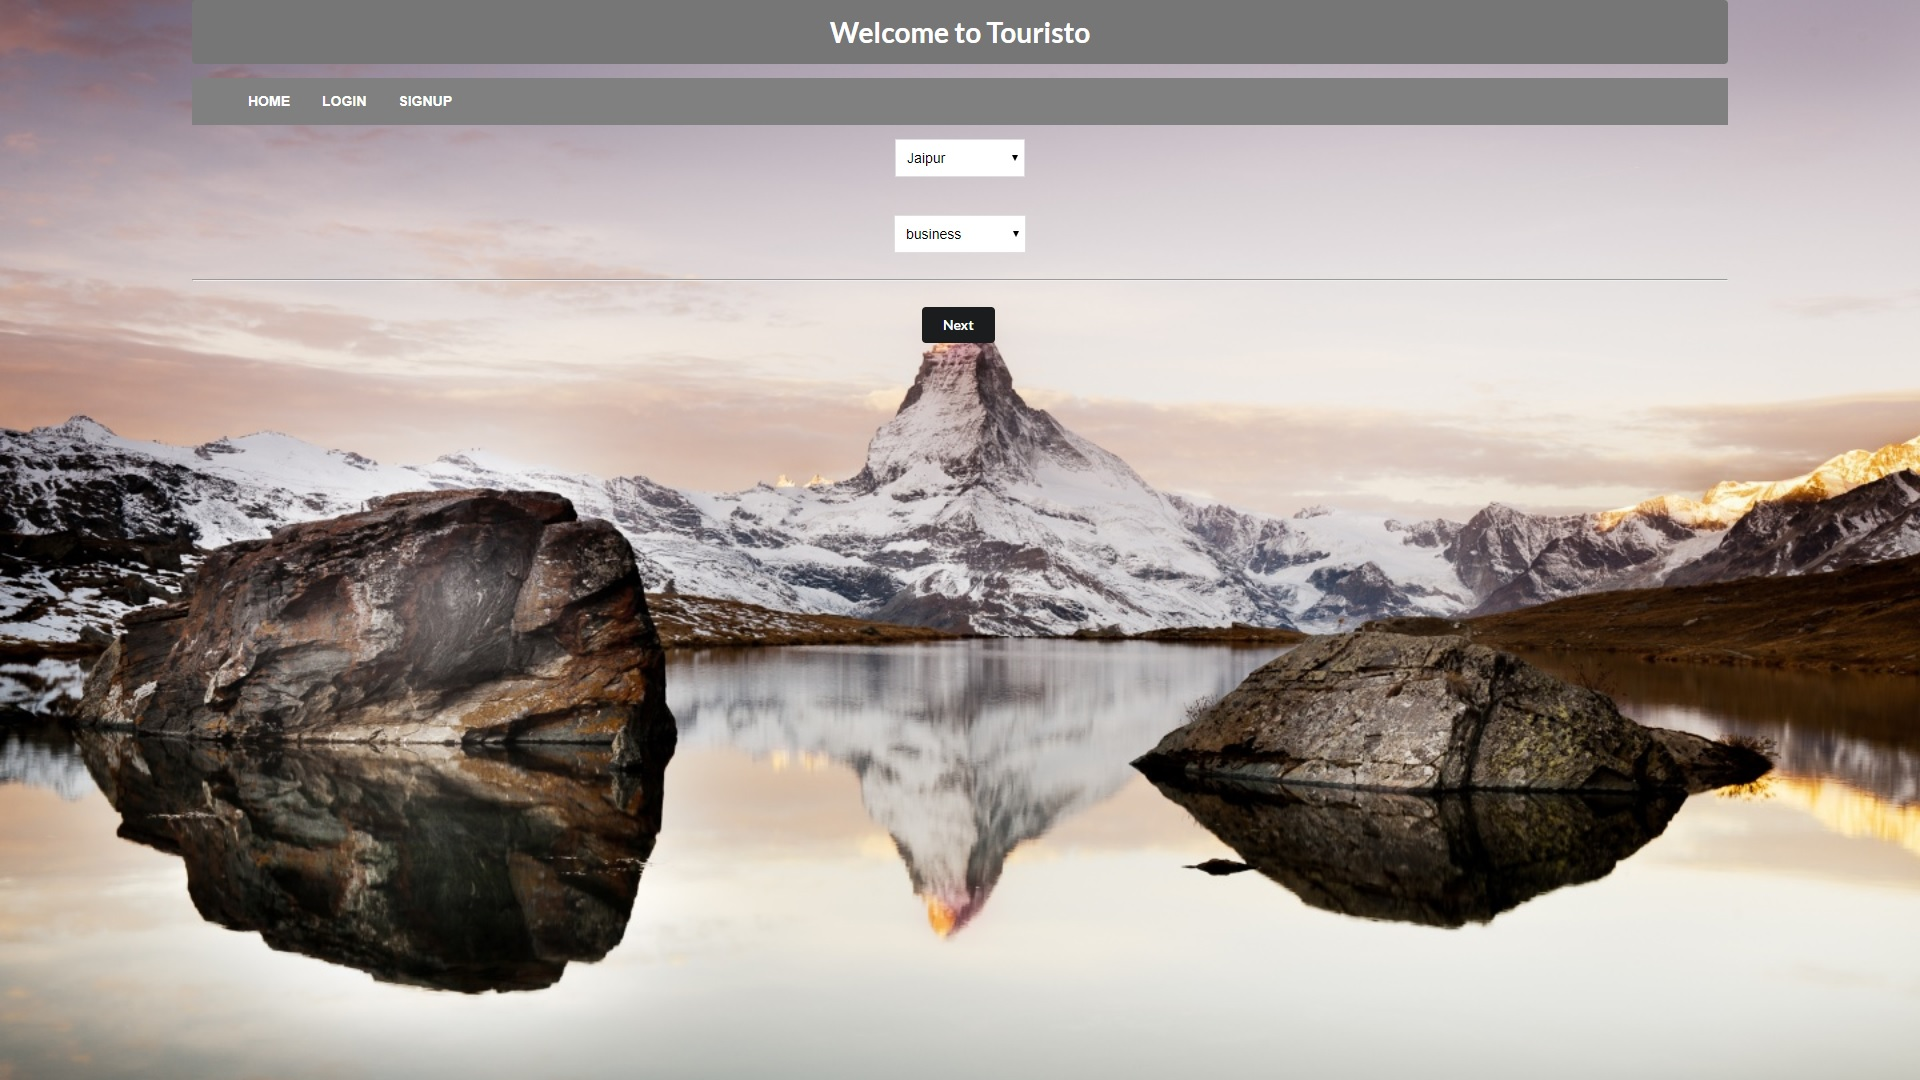 Welcome to Touristo
HOME LOGIN SIGNUP
Jaipur
business
Next